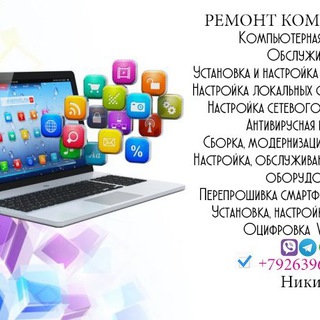 РЕМОНТ КОМ
КОМПЬЮТЕРНАЯ
ОБСЛУЖИ
УСТАНОВКА И НАСТРОЙКА
НАСТРОЙКА ЛОКАЛЬНЫХ С
НАСТРОЙКА СЕТЕВОГО
АНТИВИРУСНАЯ
СБОРКА, МОДЕРНИЗАЦИ
НАСТРОЙКА, ОБСЛУЖИВАН
ОБОРУДО
ПЕРЕПРОШИВКА СМАРТФ
УСТАНОВКА, НАСТРОЙК
ОЦИФРОВКА V
+7926396
Ники